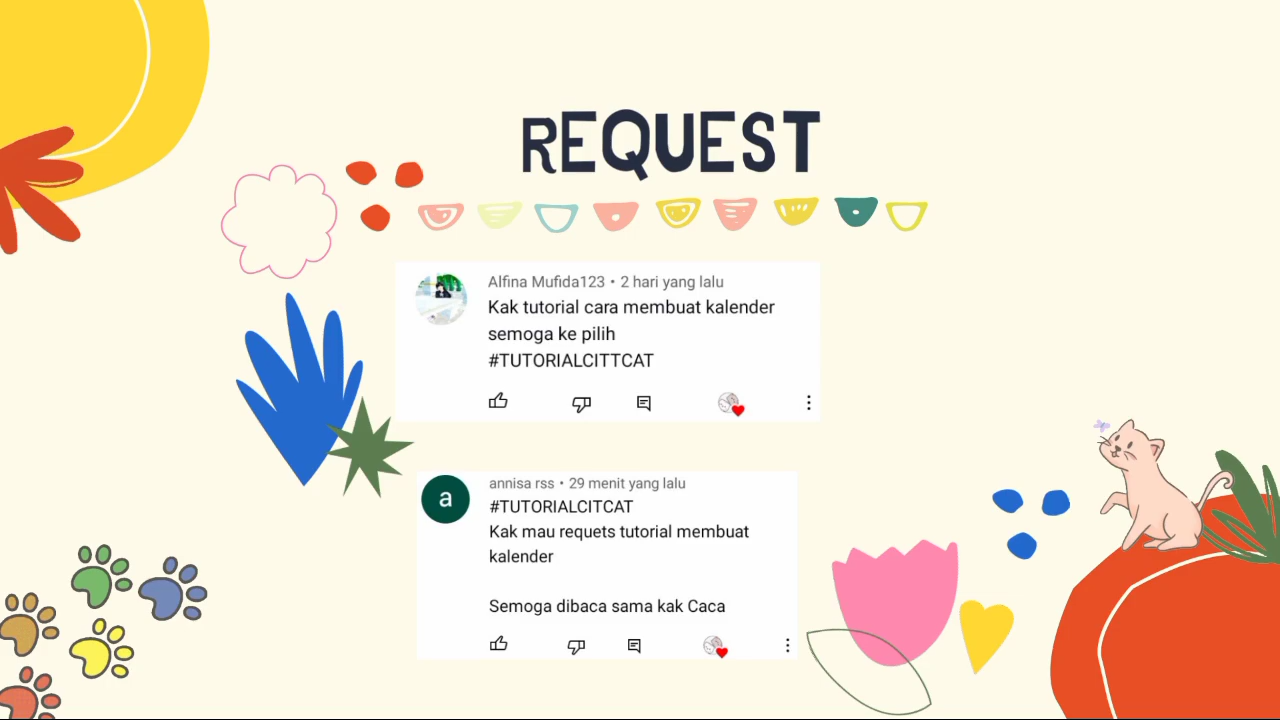 REQUEST
Alfina Mufida123 • 2 hari yang lalu
Kak tutorial cara membuat kalender
semoga ke pilih
#TUTORIALCITTCAT
a
annisa rss • 29 menit yang lalu
#TUTORIALCITCAT
Kak mau requets tutorial membuat
kalender
Semoga dibaca sama kak Caca